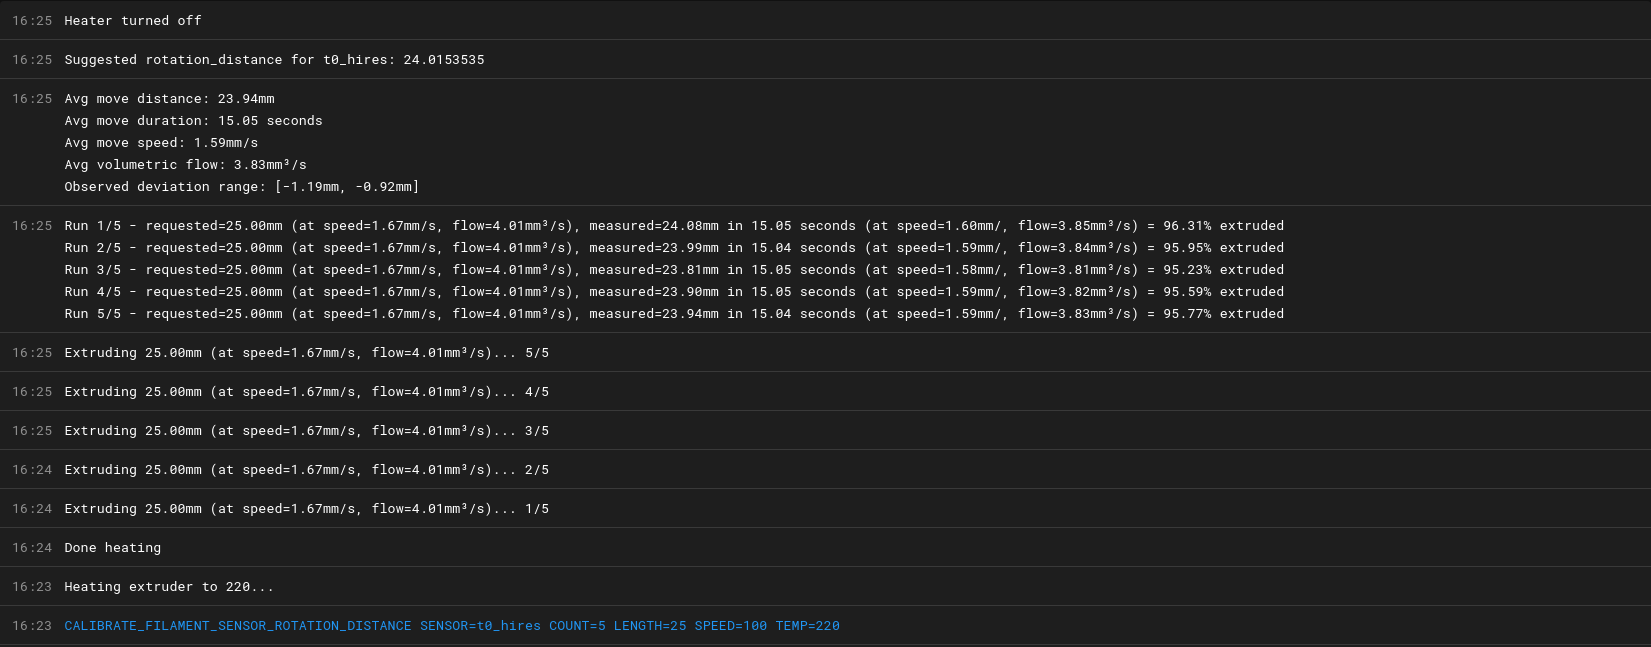 16:25 Heater turned off
16:25 Suggested rotation_distance for t0_hires: 24.0153535
16:25 Avg move distance: 23.94mm
Avg move duration: 15.05 seconds
Avg move speed: 1.59mm/s
Avg volumetric flow: 3.83mm³/s
Observed deviation range: [-1.19mm, -0.92mm]
16:25 Run 1/5 - requested=25.00mm (at speed=1.67mm/s, flow=4.01mm³/s), measured=24.08mm in 15.05 seconds (at speed=1.60mm/, flow=3.85mm³/s) = 96.31% extruded
Run 2/5 - requested=25.00mm (at speed=1.67mm/s, flow=4.01mm³/s), measured=23.99mm in 15.04 seconds (at speed=1.59mm/, flow=3.84mm³/s) = 95.95% extruded
Run 3/5 - requested=25.00mm (at speed=1.67mm/s, flow=4.01mm³/s), measured=23.81mm in 15.05 seconds (at speed=1.58mm/, flow=3.81mm³/s) = 95.23% extruded
Run 4/5 - requested=25.00mm (at speed=1.67mm/s, flow=4.01mm³/s), measured=23.90mm in 15.05 seconds (at speed=1.59mm/, flow=3.82mm³/s) = 95.59% extruded
Run 5/5 - requested=25.00mm (at speed=1.67mm/s, flow=4.01mm³/s), measured=23.94mm in 15.04 seconds (at speed=1.59mm/, flow=3.83mm³/s) = 95.77% extruded
16:25 Extruding 25.00mm (at speed=1.67mm/s, flow=4.01mm³/s)... 5/5
16:25 Extruding 25.00mm (at speed=1.67mm/s, flow=4.01mm³/s)... 4/5
16:25 Extruding 25.00mm (at speed=1.67mm/s, flow=4.01mm³/s)... 3/5
16:24 Extruding 25.00mm (at speed=1.67mm/s, flow=4.01mm³/s)... 2/5
16:24 Extruding 25.00mm (at speed=1.67mm/s, flow=4.01mm³/s)... 1/5
16:24 Done heating
16:23 Heating extruder to 220...
16:23 CALIBRATE_FILAMENT_SENSOR_ROTATION_DISTANCE SENSOR=t0_hires COUNT=5 LENGTH=25 SPEED=100 TEMP=220